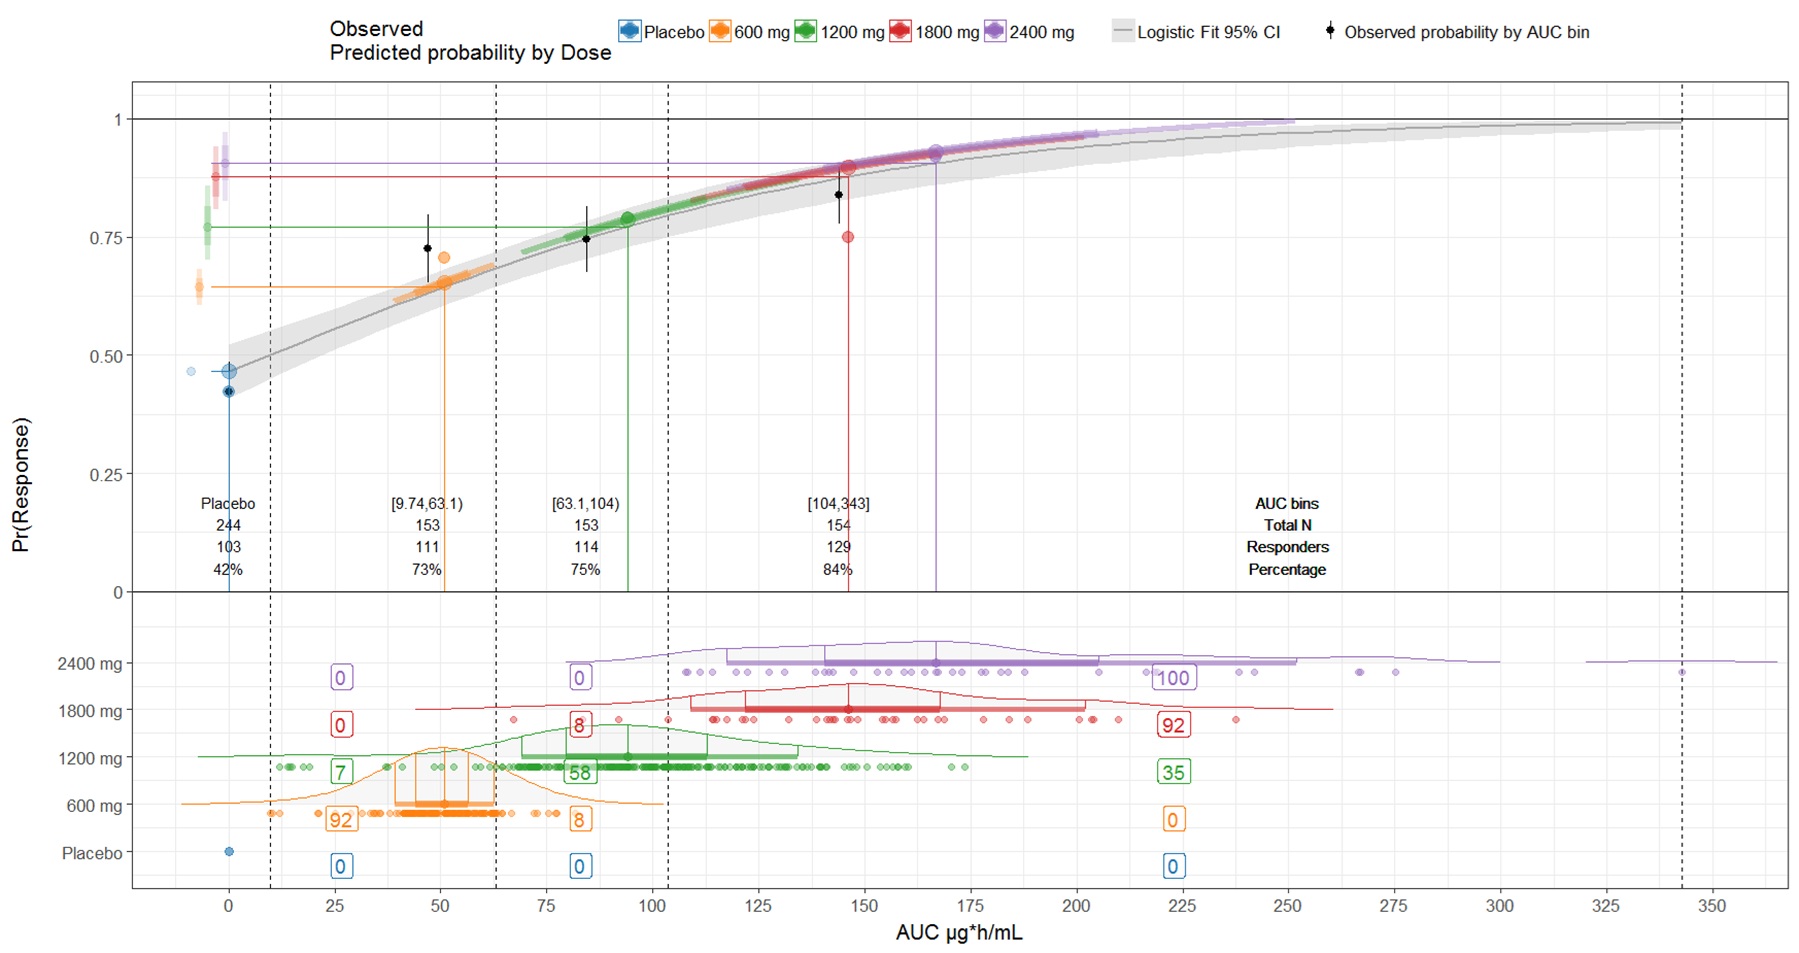 Observed
Predicted probability by Dose
Placebo 600 mg 1200 mg 1800 mg 2400 mg Logistic Fit 95% CI Observed probability by AUC bin
Pr(Response)
1
0.75
0.50
0.25
0
Placebo [9.74,63.1) [63.1,104) [104,343] AUC bins
244 153 153 154 Total N
103 111 114 129 Responders
42% 73% 75% 84% Percentage
2400 mg 0 0 100
1800 mg 0 8 92
1200 mg 7 58 35
600 mg 92 8 0
Placebo 0 0 0
0 25 50 75 100 125 150 175 200 225 250 275 300 325 350
AUC µg*h/mL